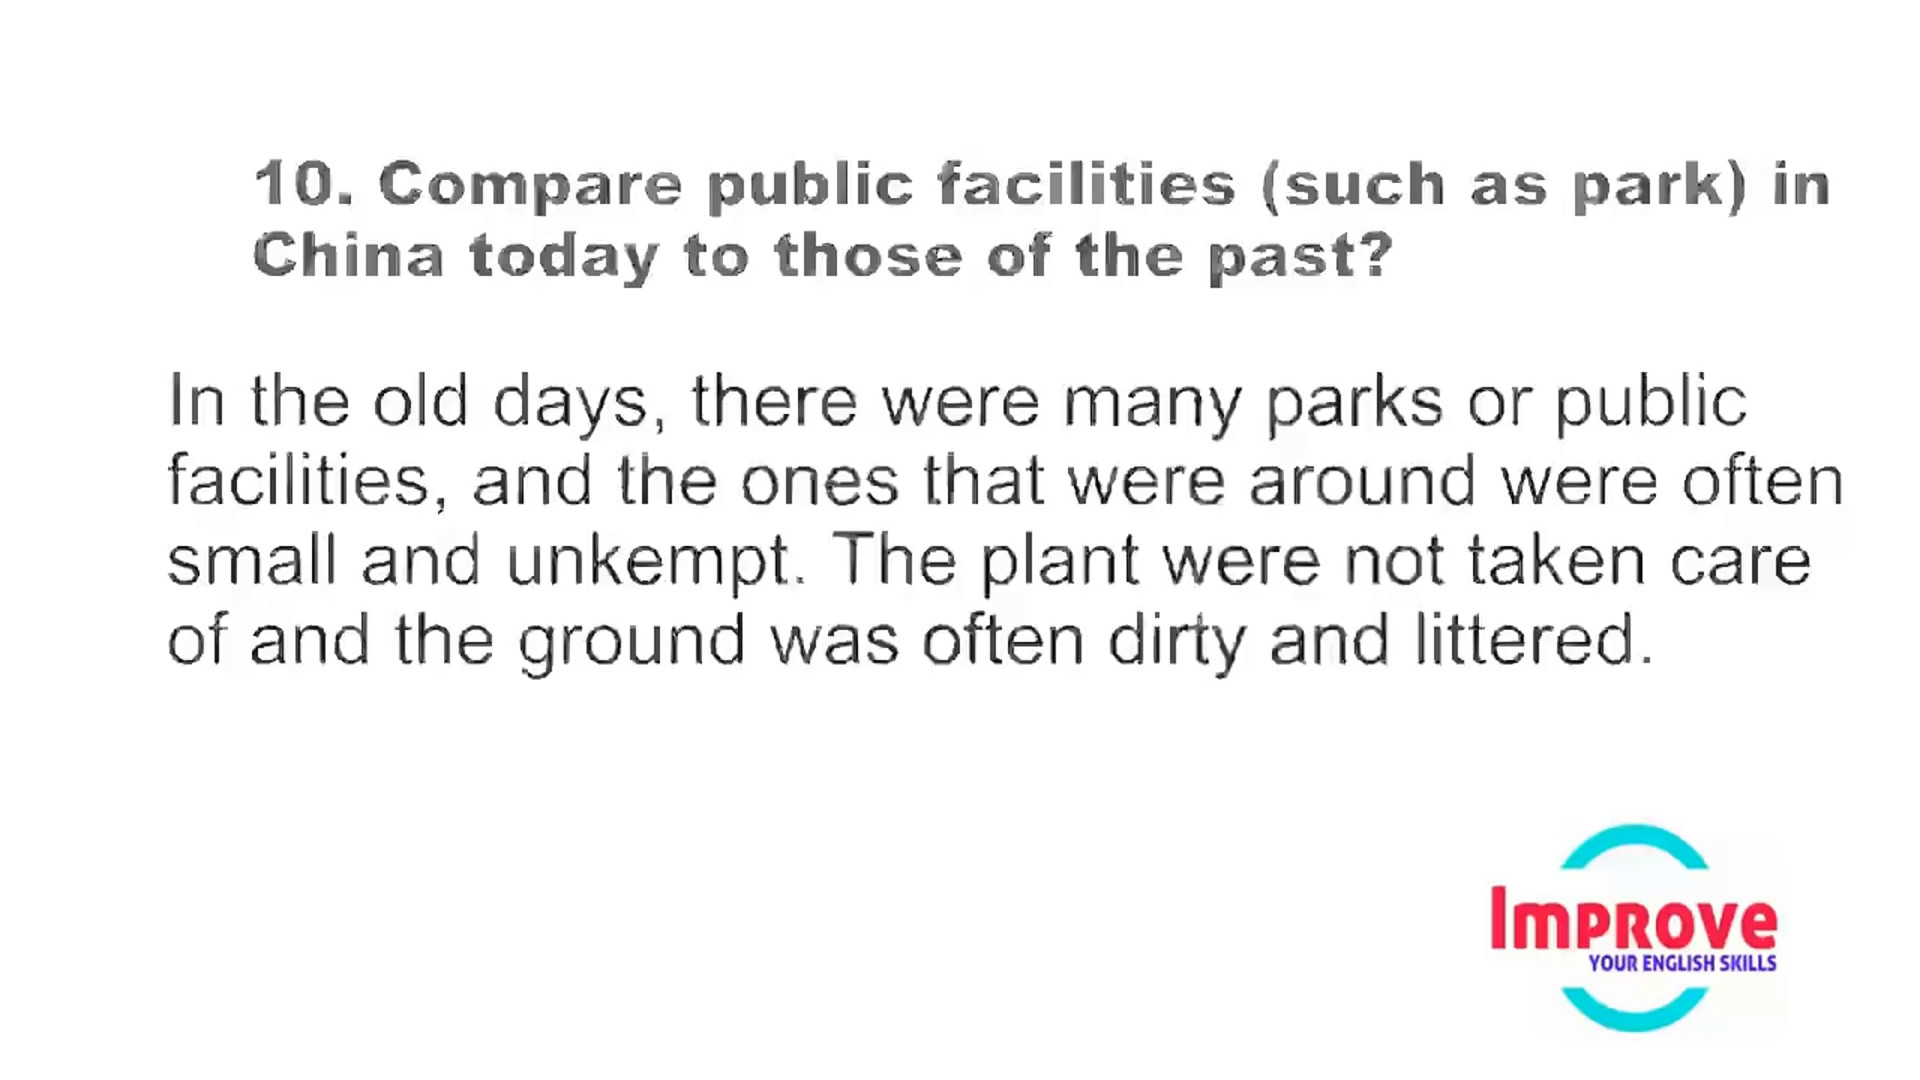 10. Compare public facilities (such as park) in
China today to those of the past?
In the old days, there were many parks or public
facilities, and the ones that were around were often
small and unkempt. The plant were not taken care
of and the ground was often dirty and littered.
Improve
YOUR ENGLISH SKILLS